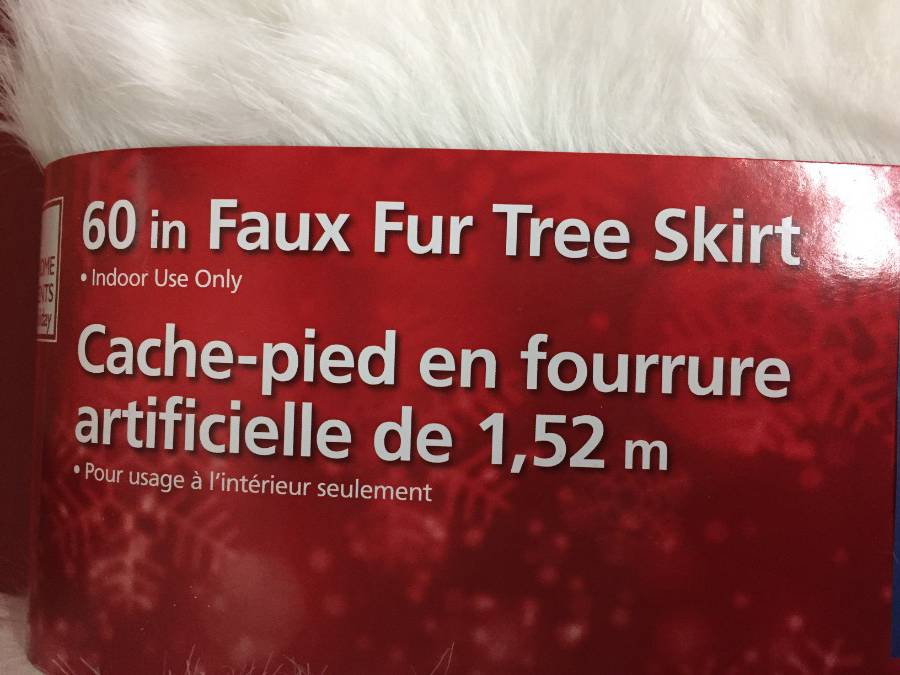 60 in Faux Fur Tree Skirt
• Indoor Use Only
Cache-pied en fourrure
artificielle de 1,52 m
• Pour usage à l'intérieur seulement